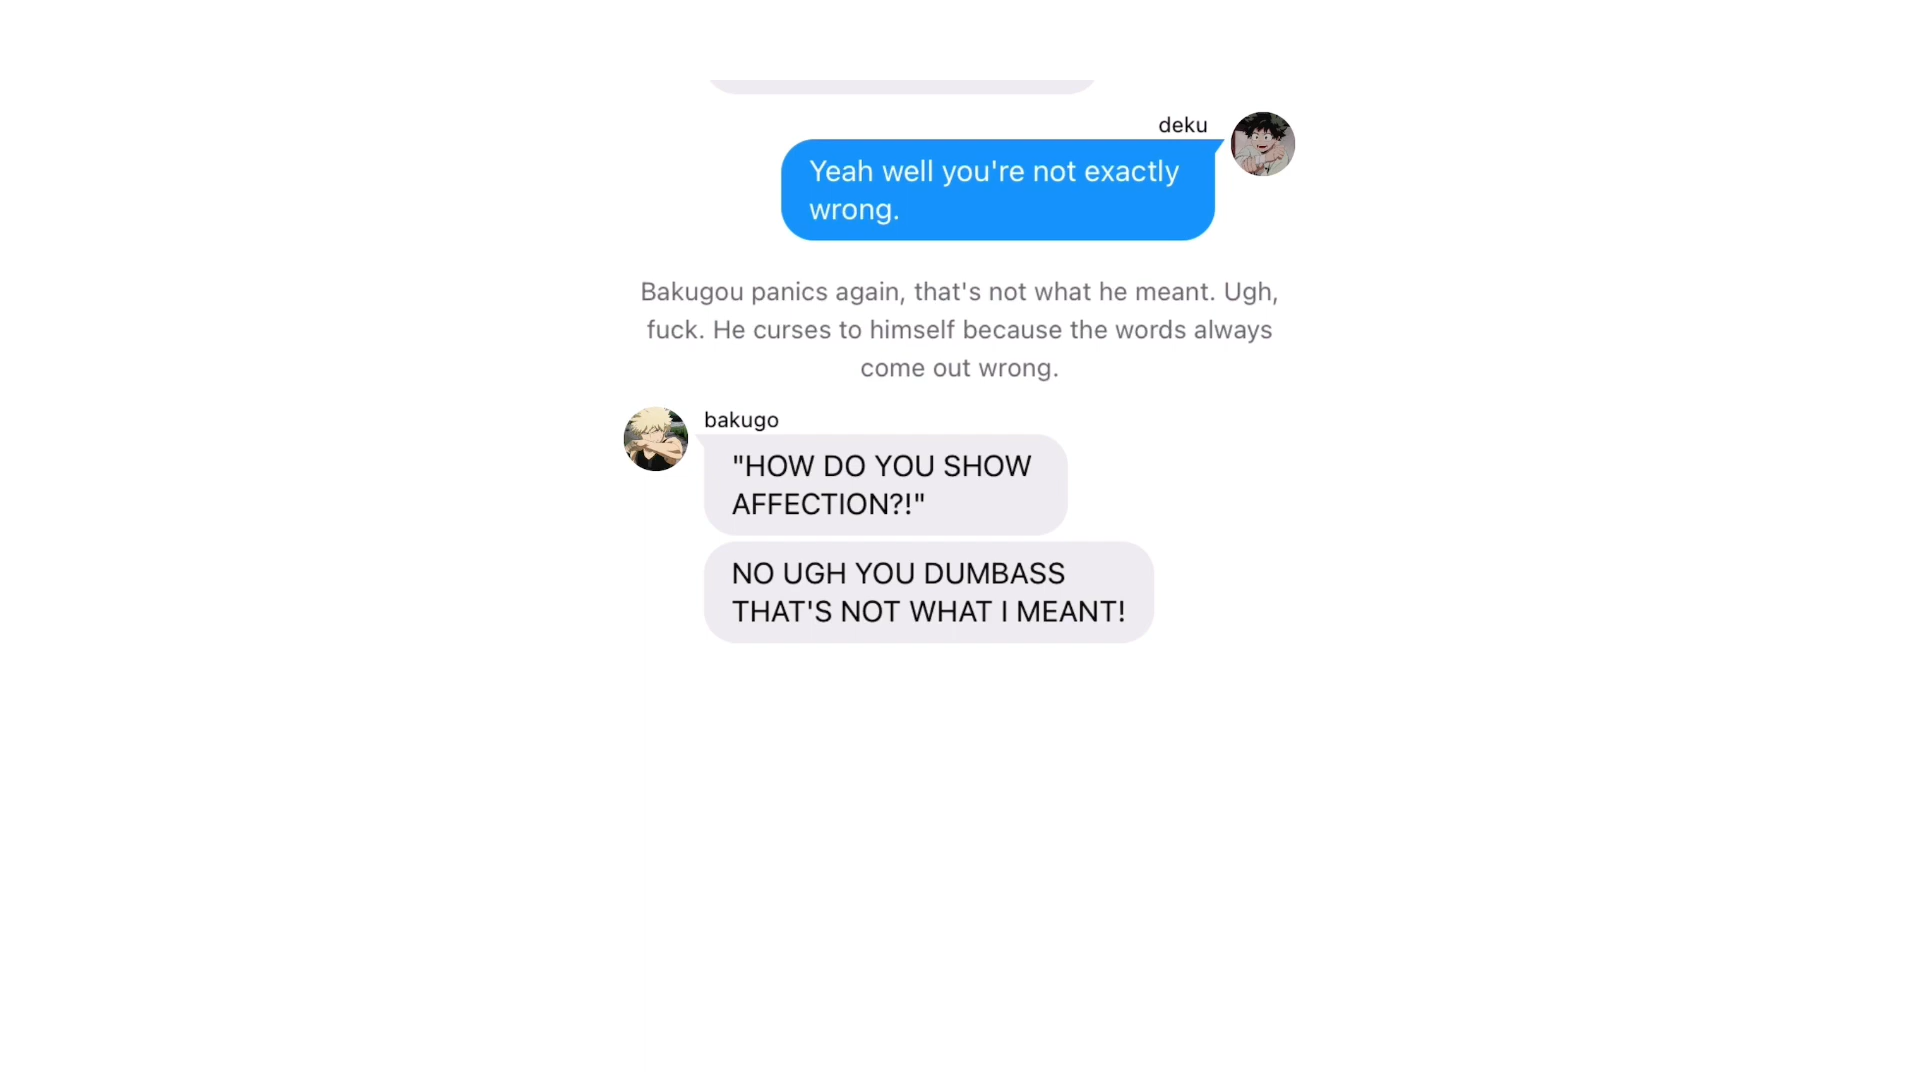 deku
Yeah well you're not exactly
wrong.
Bakugou panics again, that's not what he meant. Ugh,
fuck. He curses to himself because the words always
come out wrong.
bakugo
"HOW DO YOU SHOW
AFFECTION?!"
NO UGH YOU DUMBASS
THAT'S NOT WHAT I MEANT!